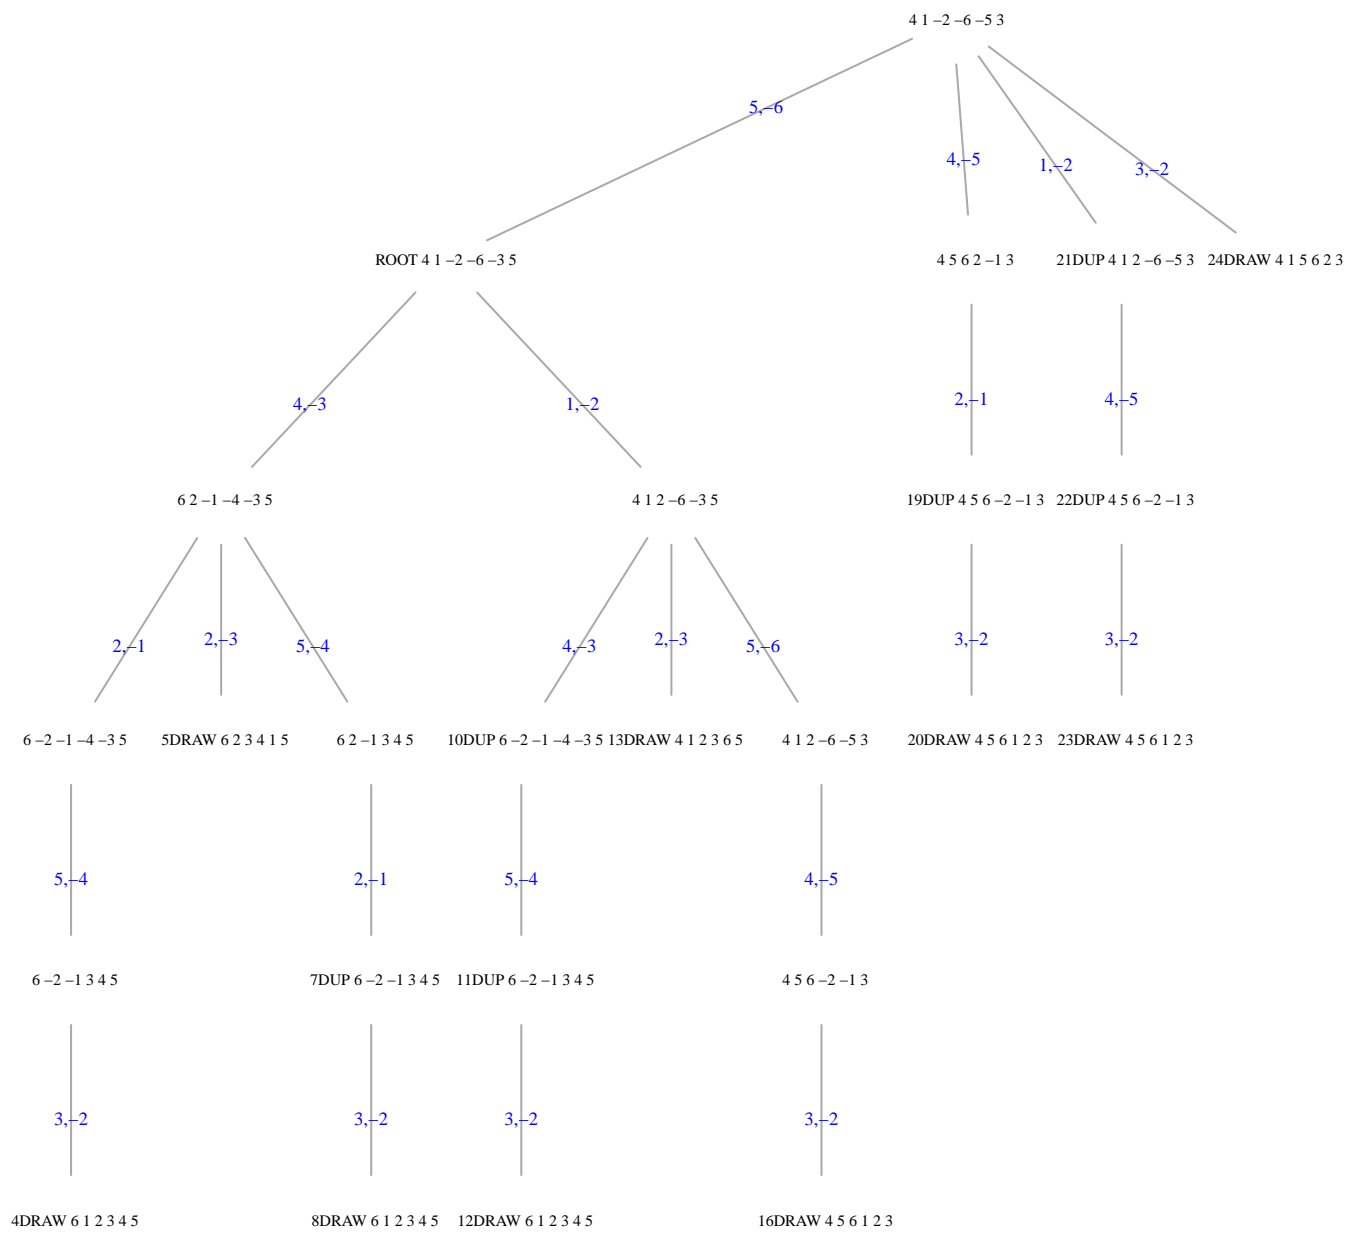 4 1 –2 –6 –5 3
5,–6
4,–5
1,–2
3,–2
ROOT 4 1 –2 –6 –3 5
4 5 6 2 –1 3
21DUP 4 1 2 –6 –5 3
24DRAW 4 1 5 6 2 3
4,–3
1,–2
2,–1
4,–5
6 2 –1 –4 –3 5
4 1 2 –6 –3 5
19DUP 4 5 6 –2 –1 3
22DUP 4 5 6 –2 –1 3
2,–1
2,–3
5,–4
4,–3
2,–3
5,–6
3,–2
3,–2
6 –2 –1 –4 –3 5
5DRAW 6 2 3 4 1 5
6 2 –1 3 4 5
10DUP 6 –2 –1 –4 –3 5
13DRAW 4 1 2 3 6 5
4 1 2 –6 –5 3
20DRAW 4 5 6 1 2 3
23DRAW 4 5 6 1 2 3
5,–4
2,–1
5,–4
4,–5
6 –2 –1 3 4 5
7DUP 6 –2 –1 3 4 5
11DUP 6 –2 –1 3 4 5
4 5 6 –2 –1 3
3,–2
3,–2
3,–2
3,–2
4DRAW 6 1 2 3 4 5
8DRAW 6 1 2 3 4 5
12DRAW 6 1 2 3 4 5
16DRAW 4 5 6 1 2 3